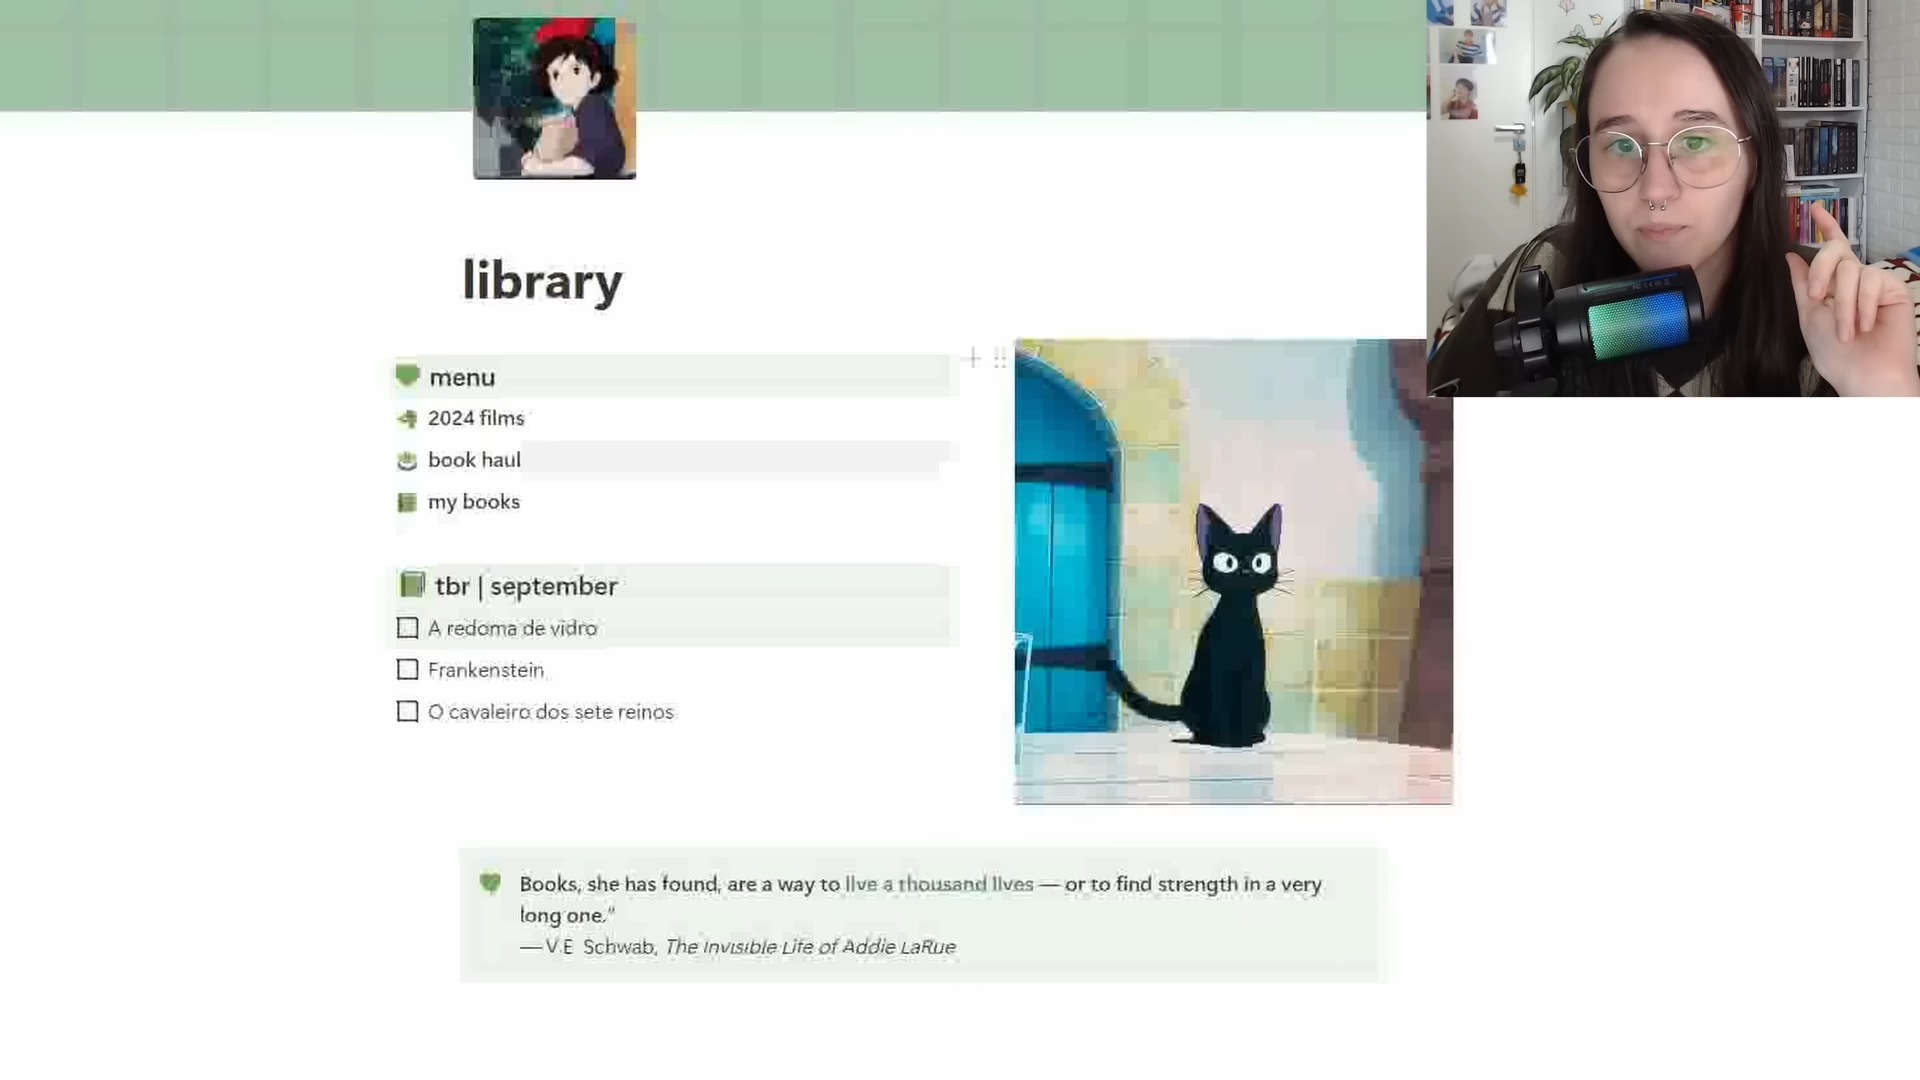 library
menu
2024 films
book haul
my books
tbr | september
A redoma de vidro
Frankenstein
O cavaleiro dos sete reinos
Books, she has found, are a way to live a thousand lives — or to find strength in a very
long one."
— V.E Schwab, The Invisible Life of Addie LaRue